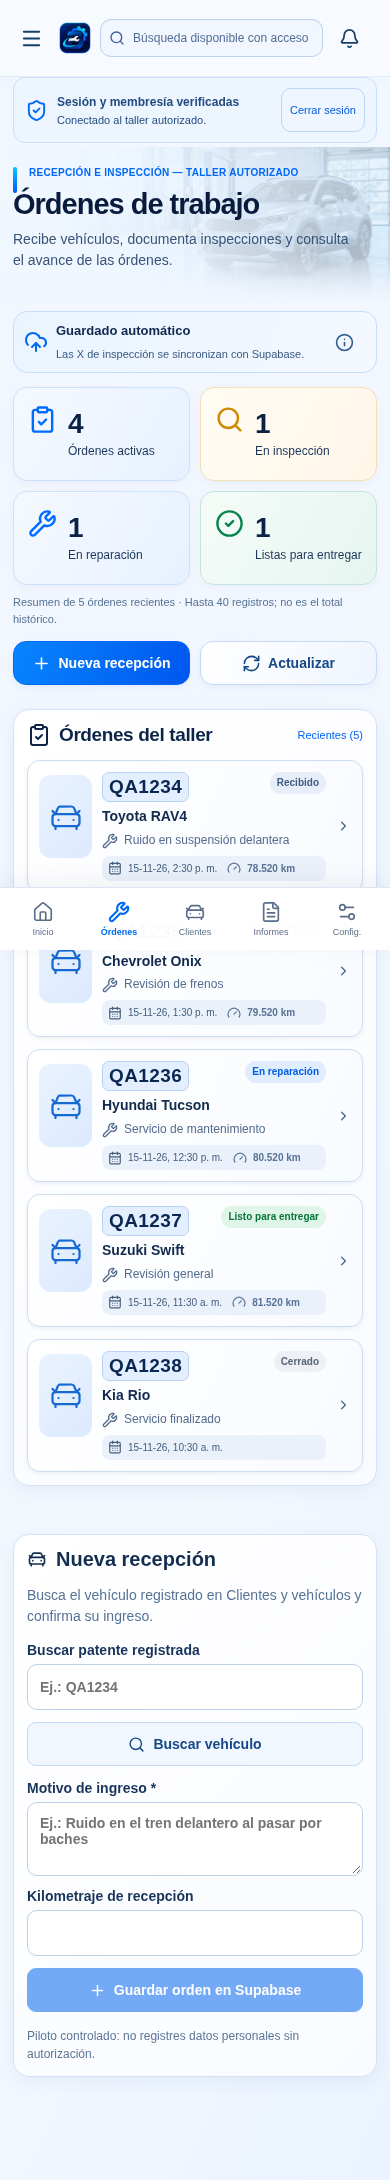 Búsqueda disponible con acceso
Sesión y membresía verificadas
Conectado al taller autorizado.
Cerrar sesión
RECEPCIÓN E INSPECCIÓN — TALLER AUTORIZADO
Órdenes de trabajo
Recibe vehículos, documenta inspecciones y consulta
el avance de las órdenes.
Guardado automático
Las X de inspección se sincronizan con Supabase.
4
Órdenes activas
1
En inspección
1
En reparación
1
Listas para entregar
Resumen de 5 órdenes recientes · Hasta 40 registros; no es el total
histórico.
Nueva recepción
Actualizar
Órdenes del taller
Recientes (5)
QA1234
Recibido
Toyota RAV4
Ruido en suspensión delantera
15-11-26, 2:30 p. m.
78.520 km
Inicio
Órdenes
Clientes
Informes
Config.
Chevrolet Onix
Revisión de frenos
15-11-26, 1:30 p. m.
79.520 km
QA1236
En reparación
Hyundai Tucson
Servicio de mantenimiento
15-11-26, 12:30 p. m.
80.520 km
QA1237
Listo para entregar
Suzuki Swift
Revisión general
15-11-26, 11:30 a. m.
81.520 km
QA1238
Cerrado
Kia Rio
Servicio finalizado
15-11-26, 10:30 a. m.
Nueva recepción
Busca el vehículo registrado en Clientes y vehículos y
confirma su ingreso.
Buscar patente registrada
Ej.: QA1234
Buscar vehículo
Motivo de ingreso *
Ej.: Ruido en el tren delantero al pasar por
baches
Kilometraje de recepción
Guardar orden en Supabase
Piloto controlado: no registres datos personales sin
autorización.